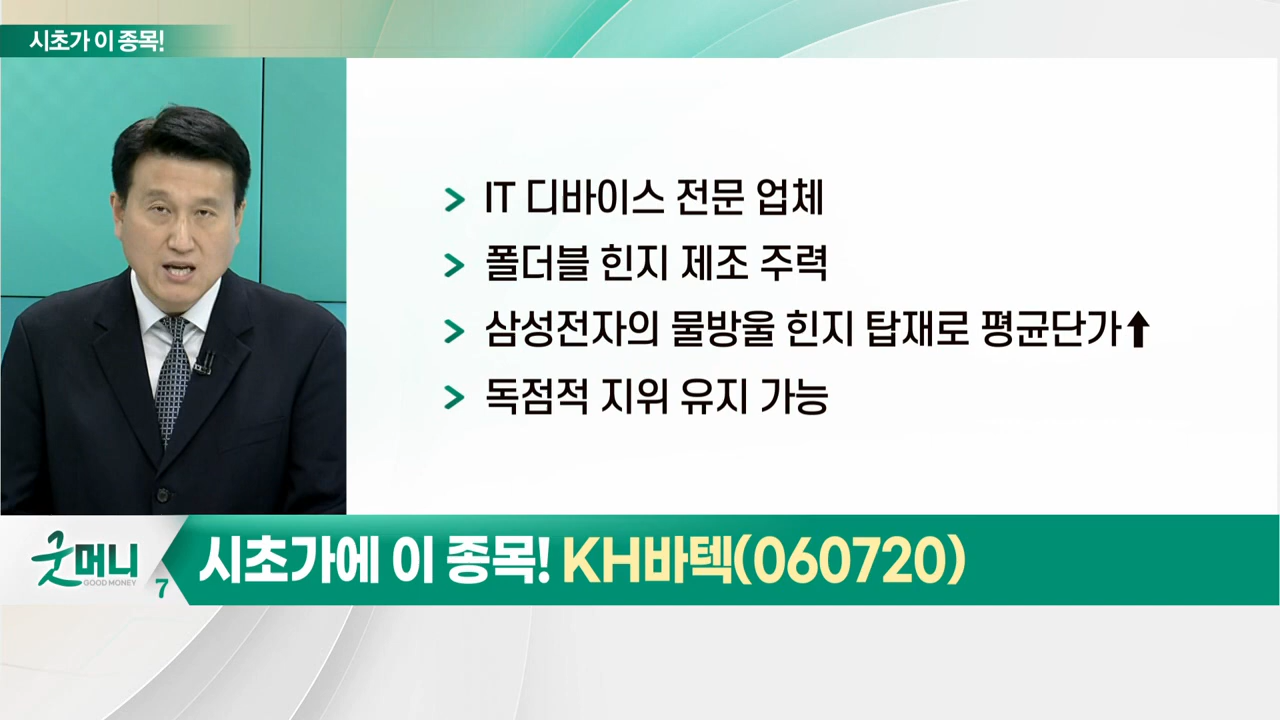 시초가 이 종목!
> IT 디바이스 전문 업체
> 폴더블 힌지 제조 주력
> 삼성전자의 물방울 힌지 탑재로 평균단가↑
> 독점적 지위 유지 가능
굿머니
GOOD MONEY
7
시초가에 이 종목! KH바텍(060720)